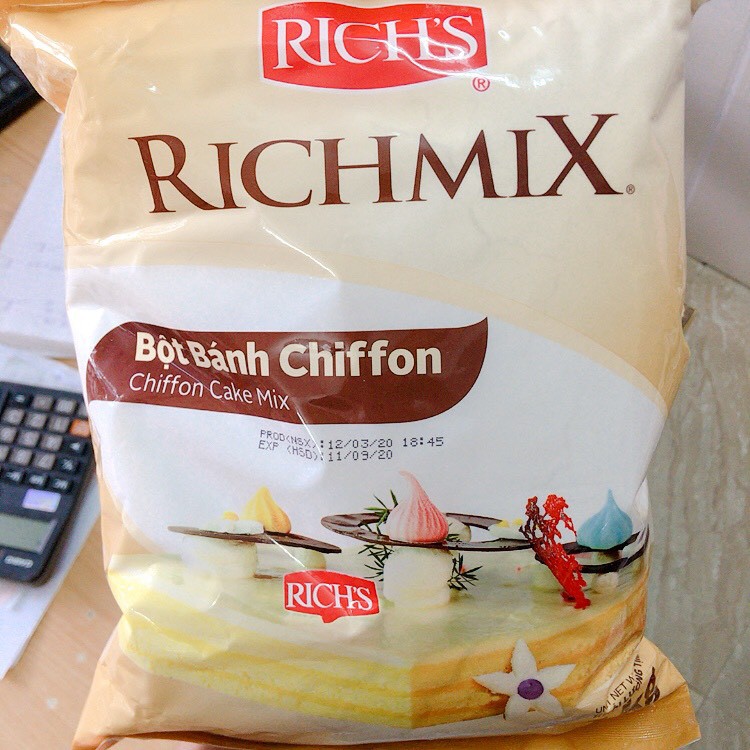 RICH'S
®
RICHMIX®
Bột Bánh Chiffon
Chiffon Cake Mix
PROD(NSX):12/03/20 18:45
EXP (HSD):11/09/20
RICH'S
NET